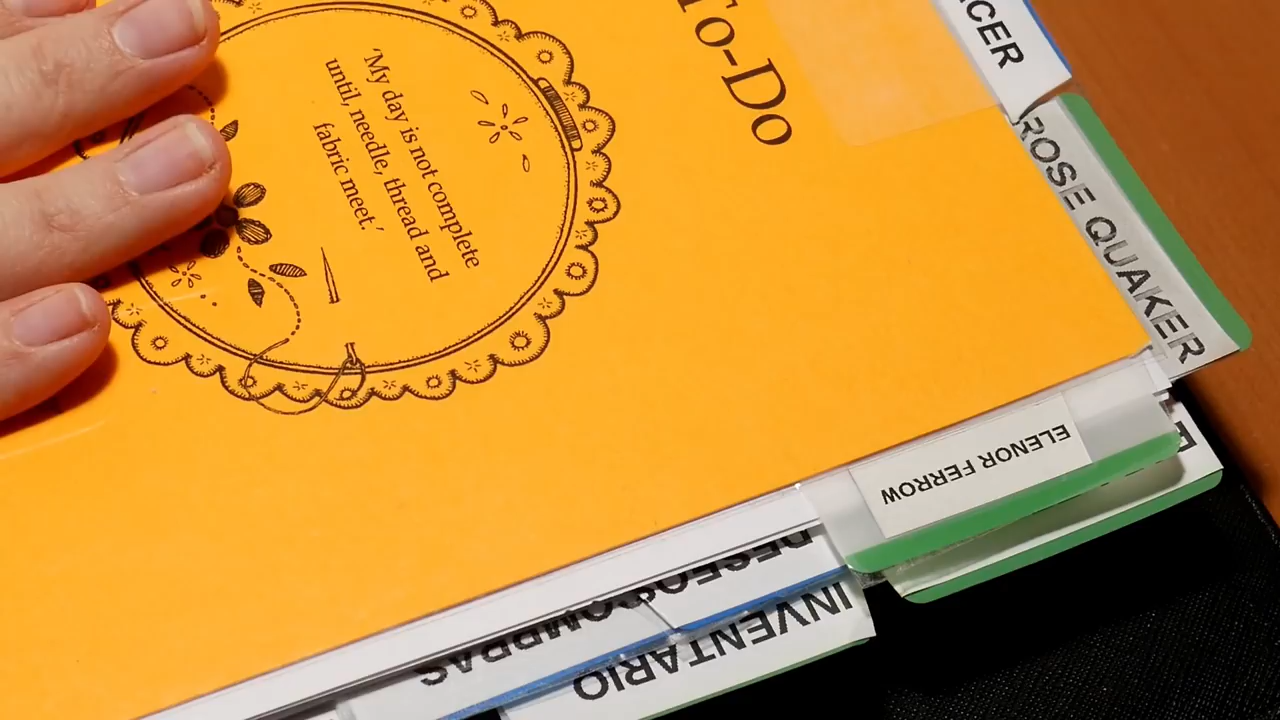 To-Do
'My day is not complete
until, needle, thread and
fabric meet.'
ROSE QUAKER
ELENOR FERROW
DESEOS
COMPRAS
INVENTARIO